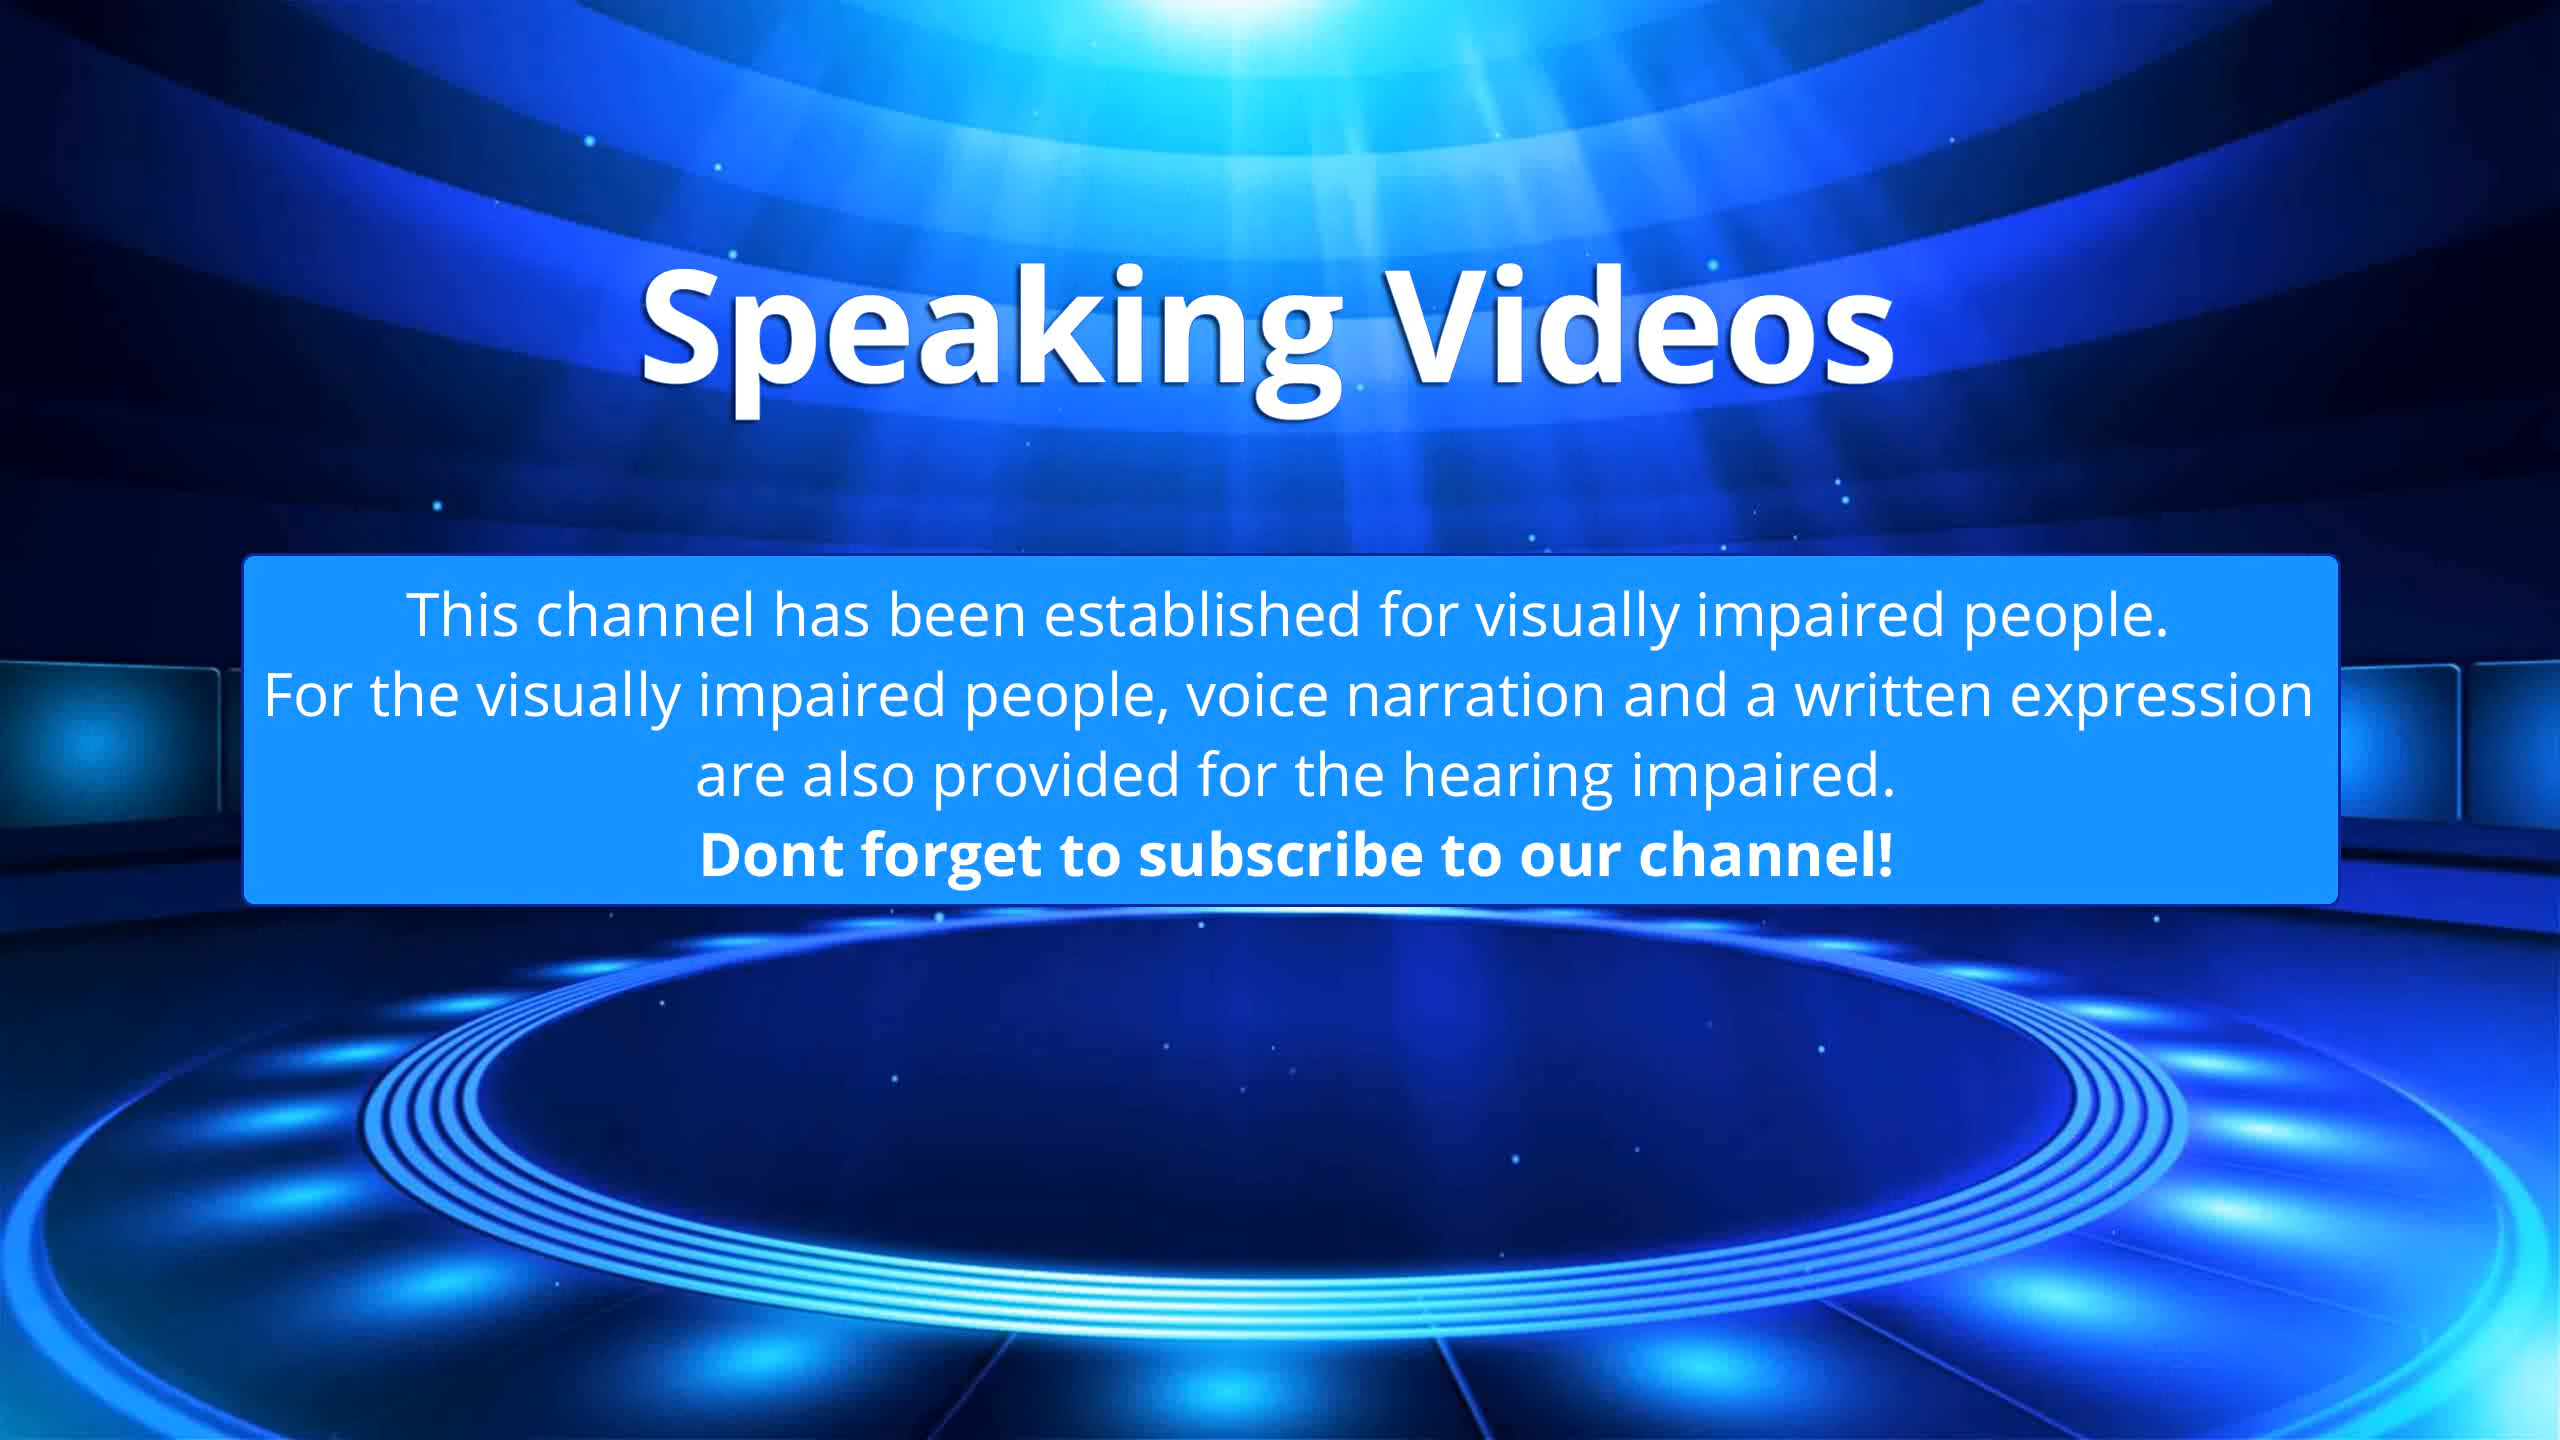 Speaking Videos
This channel has been established for visually impaired people.
For the visually impaired people, voice narration and a written expression
are also provided for the hearing impaired.
Dont forget to subscribe to our channel!